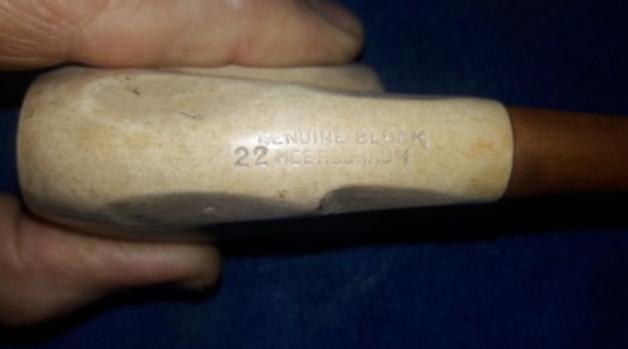 GENUINE BLOCK
22 MEERSCHAUM